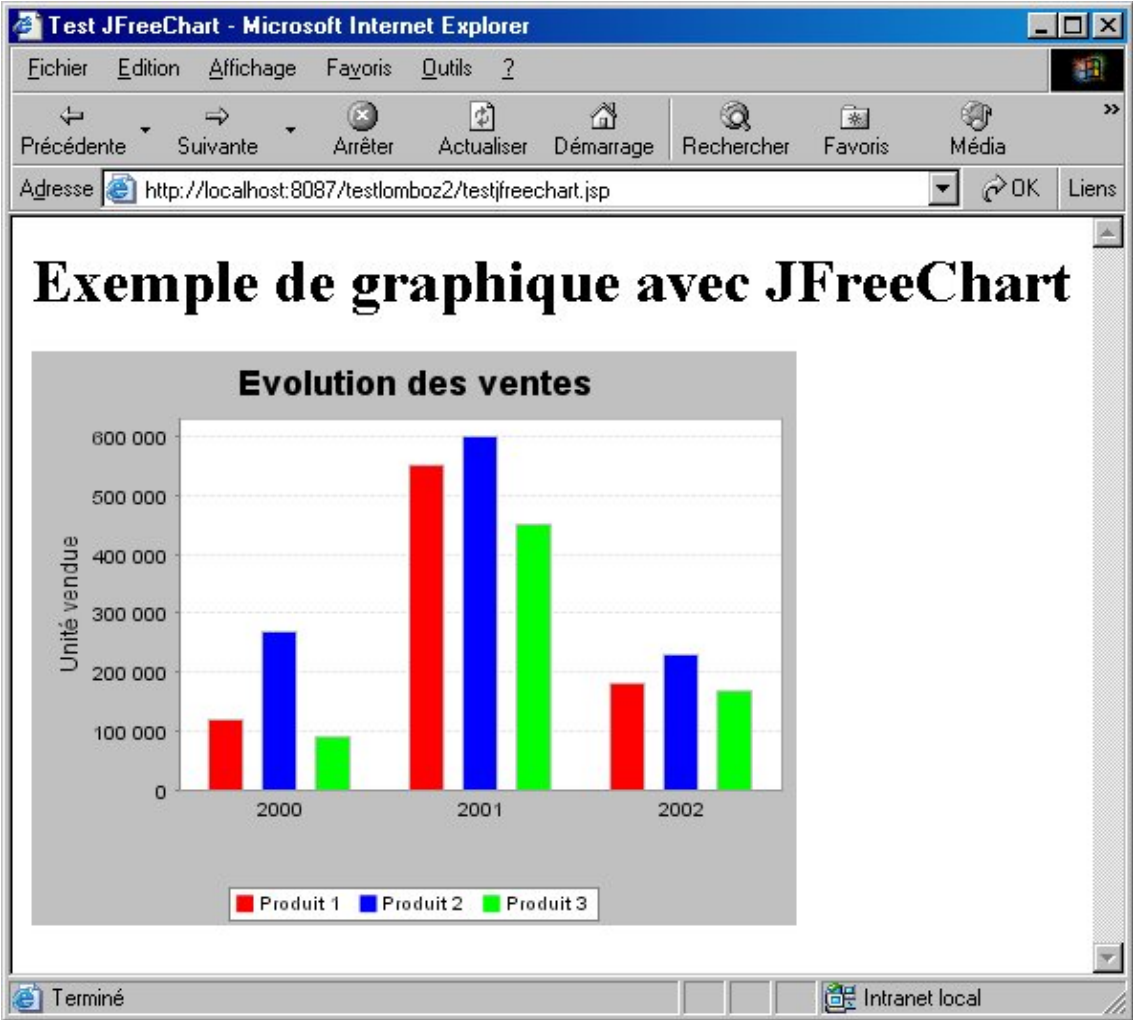 Test JFreeChart - Microsoft Internet Explorer
Fichier Edition Affichage Favoris Outils ?
Précédente Suivante Arrêter Actualiser Démarrage Rechercher Favoris Média »
Adresse http://localhost:8087/testlomboz2/testjfreechart.jsp OK Liens
Exemple de graphique avec JFreeChart
Evolution des ventes
Unité vendue
600 000
500 000
400 000
300 000
200 000
100 000
0
2000 2001 2002
Produit 1 Produit 2 Produit 3
Terminé Intranet local